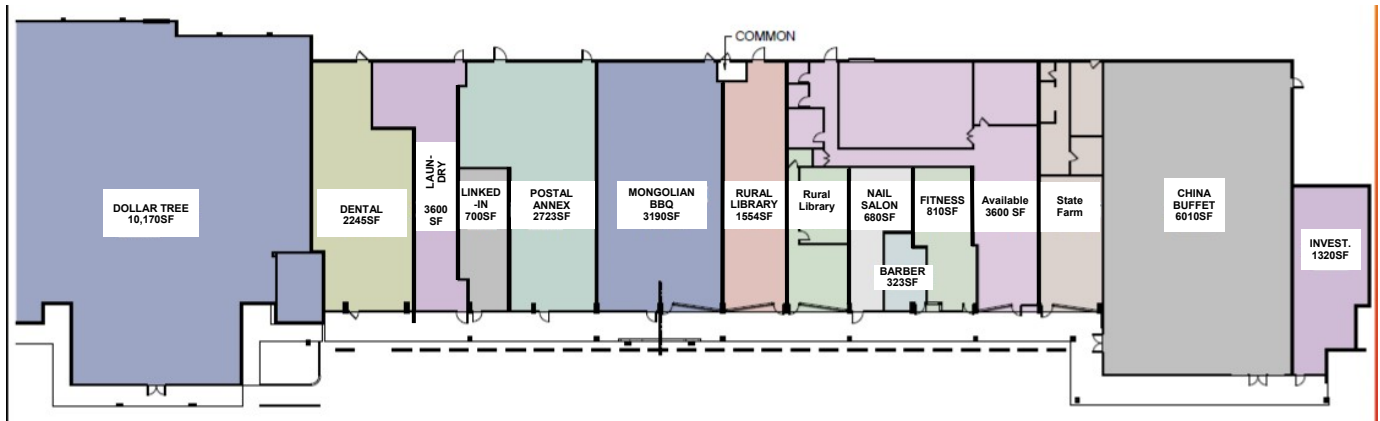 COMMON
DOLLAR TREE
10,170SF
DENTAL
2245SF
LAUN-
DRY
3600
SF
LINKED
-IN
700SF
POSTAL
ANNEX
2723SF
MONGOLIAN
BBQ
3190SF
RURAL
LIBRARY
1554SF
Rural
Library
NAIL
SALON
680SF
FITNESS
810SF
BARBER
323SF
Available
3600 SF
State
Farm
CHINA
BUFFET
6010SF
INVEST.
1320SF